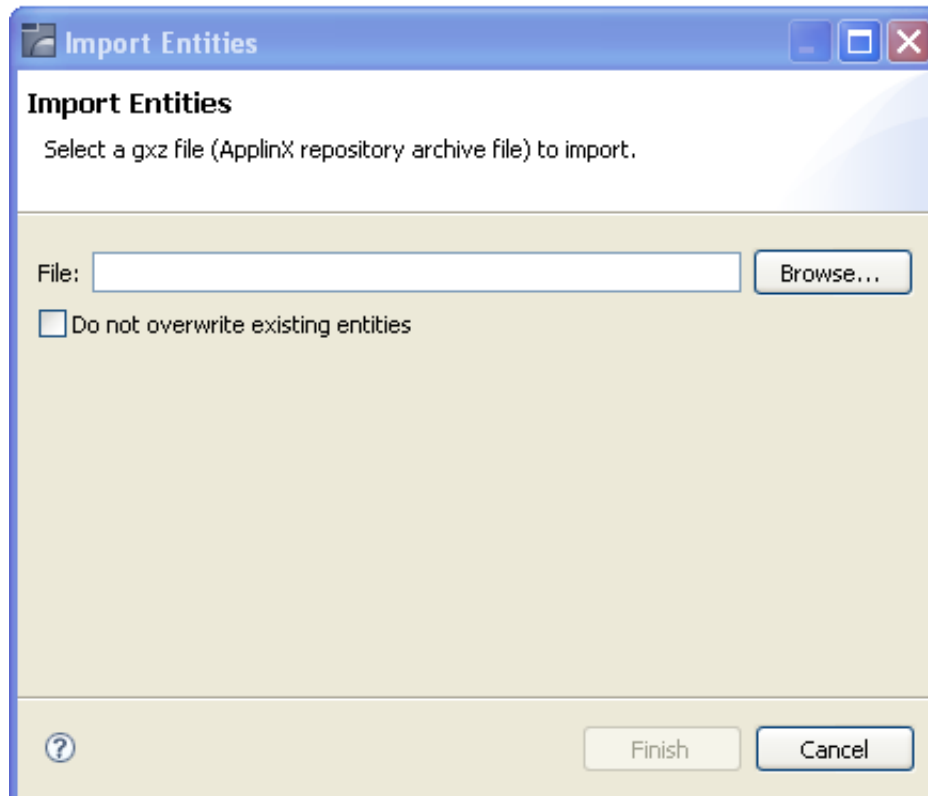 Import Entities
Import Entities
Select a gxz file (ApplinX repository archive file) to import.
File: Browse...
Do not overwrite existing entities
? Finish Cancel